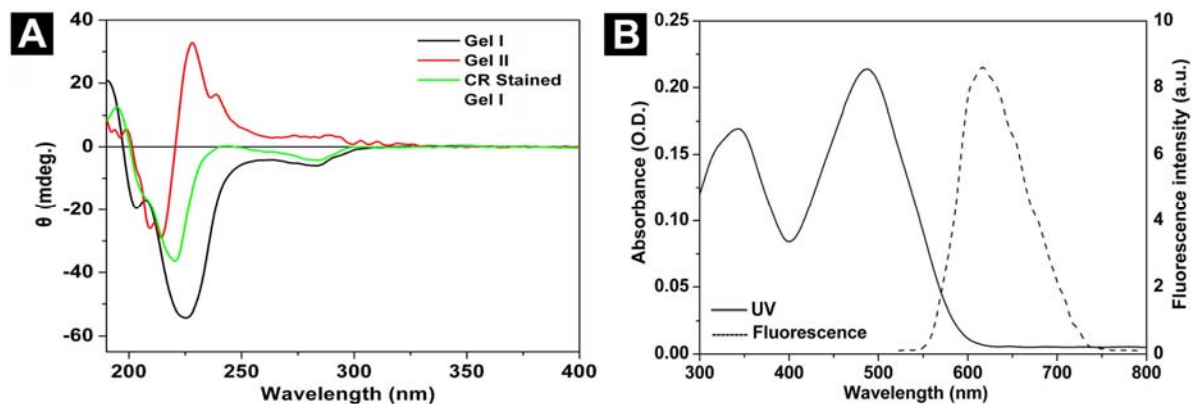 A
40
20
0
-20
-40
-60
θ (mdeg.)
Gel I
Gel II
CR Stained
Gel I
200
250
300
350
400
Wavelength (nm)
B
0.25
0.20
0.15
0.10
0.05
0.00
Absorbance (O.D.)
UV
Fluorescence
10
8
6
4
2
0
Fluorescence intensity (a.u.)
300
400
500
600
700
800
Wavelength (nm)